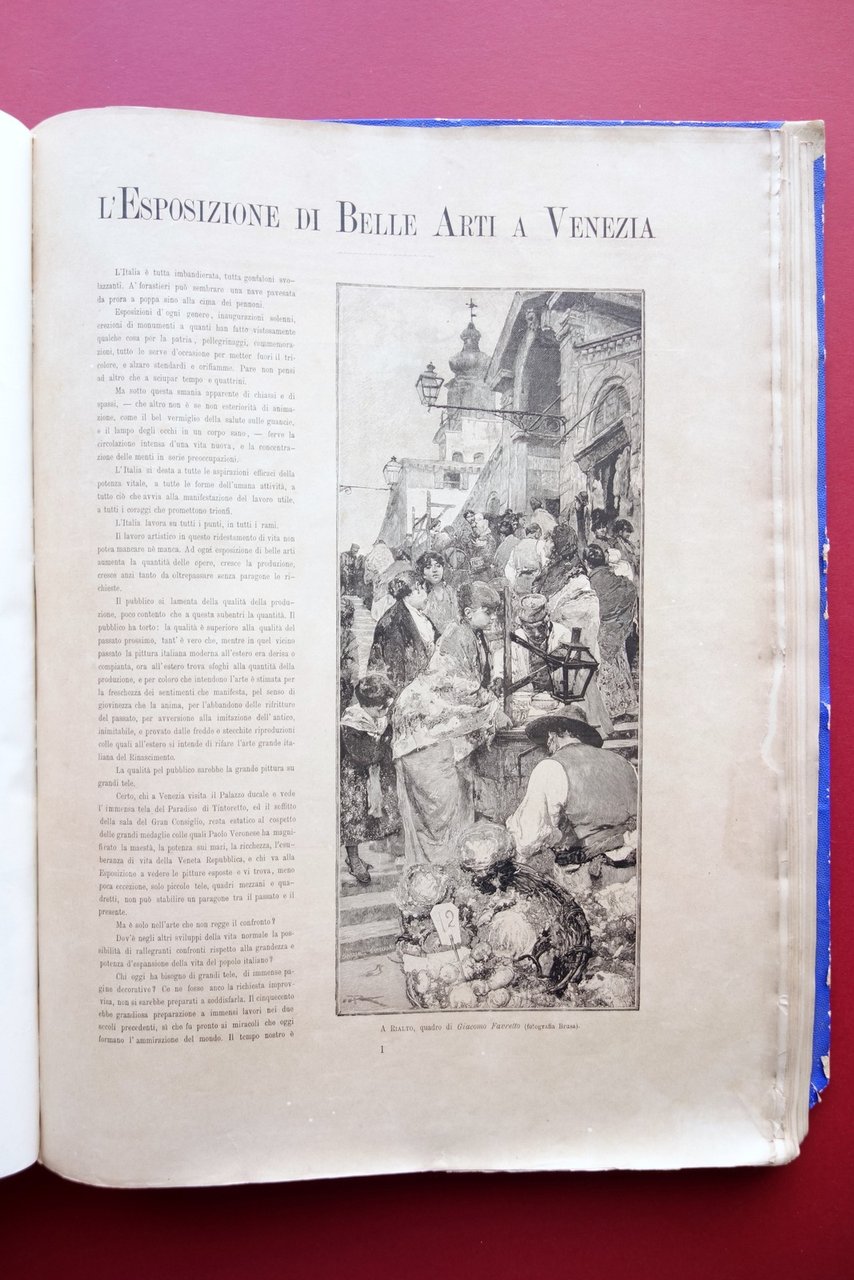 L'ESPOSIZIONE DI BELLE ARTI A VENEZIA
L'Italia è tutta imbandierata, tutta gonfaloni svo-
lazzanti. A' forastieri può sembrare una nave pavesata
da prora a poppa sino alla cima dei pennoni.
Esposizioni d'ogni genere, inaugurazioni solenni,
erezioni di monumenti a quanti han fatto vistosamente
qualche cosa per la patria, pellegrinaggi, commemora-
zioni, tutto le serve d'occasione per metter fuori il tri-
colore, e alzare stendardi e orifiamme. Pare non pensi
ad altro che a sciupar tempo e quattrini.
Ma sotto questa smania apparente di chiassi e di
spassi, — che altro non è se non esteriorità di anima-
zione, come il bel vermiglio della salute sulle guancie,
e il lampo degli occhi in un corpo sano, — ferve la
circolazione intensa d'una vita nuova, e la concentra-
zione delle menti in serie preoccupazioni.
L'Italia si desta a tutte le aspirazioni efficaci della
potenza vitale, a tutte le forme dell'umana attività, a
tutto ciò che avvia alla manifestazione del lavoro utile,
a tutti i coraggi che promettono trionfi.
L'Italia lavora su tutti i punti, in tutti i rami.
Il lavoro artistico in questo ridestamento di vita non
potea mancare nè manca. Ad ogni esposizione di belle arti
aumenta la quantità delle opere, cresce la produzione,
cresce anzi tanto da oltrepassare senza paragone le ri-
chieste.
Il pubblico si lamenta della qualità della produ-
zione, poco contento che a questa subentri la quantità. Il
pubblico ha torto: la qualità è superiore alla qualità del
passato prossimo, tant'è vero che, mentre in quel vicino
passato la pittura italiana moderna all'estero era derisa o
compianta, ora all'estero trova sfoghi alla quantità della
produzione, e per coloro che intendono l'arte è stimata per
la freschezza dei sentimenti che manifesta, pel senso di
giovinezza che la anima, per l'abbandono delle rifritture
del passato, per avversione alla imitazione dell'antico,
inimitabile, e provato dalle fredde e stecchite riproduzioni
colle quali all'estero si intende di rifare l'arte grande ita-
liana del Rinascimento.
La qualità pel pubblico sarebbe la grande pittura su
grandi tele.
Certo, chi a Venezia visita il Palazzo ducale e vede
l'immensa tela del Paradiso di Tintoretto, ed il soffitto
della sala del Gran Consiglio, resta estatico al cospetto
delle grandi medaglie colle quali Paolo Veronese ha magni-
ficato la maestà, la potenza sui mari, la ricchezza, l'esu-
beranza di vita della Veneta Repubblica, e chi va alla
Esposizione a vedere le pitture esposte e vi trova, meno
poca eccezione, solo piccole tele, quadri mezzani e qua-
dretti, non può stabilire un paragone tra il passato e il
presente.
Ma è solo nell'arte che non regge il confronto?
Dov'è negli altri sviluppi della vita normale la pos-
sibilità di rallegranti confronti rispetto alla grandezza e
potenza d'espansione della vita del popolo italiano?
Chi oggi ha bisogno di grandi tele, di immense pa-
gine decorative? Ce ne fosse anco la richiesta improv-
visa, non si sarebbe preparati a soddisfarla. Il cinquecento
ebbe grandiosa preparazione a immensi lavori nei due
secoli precedenti, sì che fu pronto ai miracoli che oggi
formano l'ammirazione del mondo. Il tempo nostro è
2
A RIALTO, quadro di Giacomo Favretto (fotografia Brusa).
I